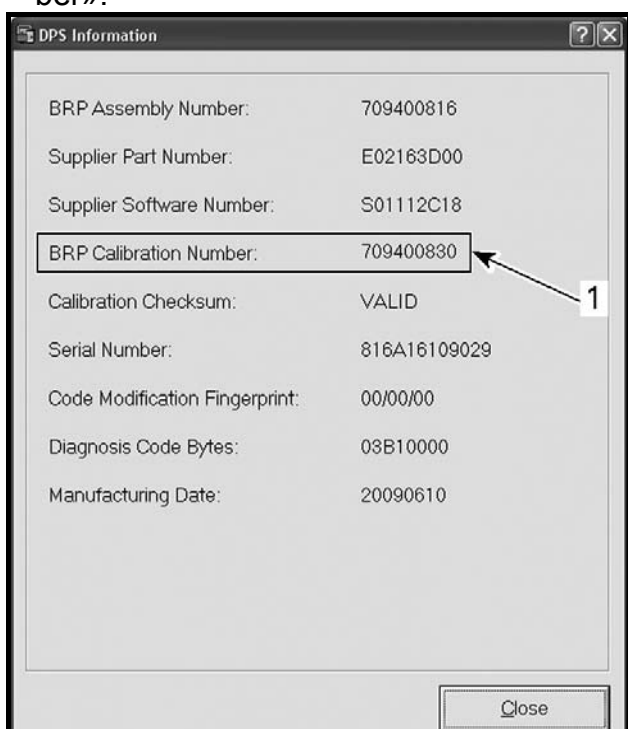 ber».
DPS Information
BRP Assembly Number: 709400816
Supplier Part Number: E02163D00
Supplier Software Number: S01112C18
BRP Calibration Number: 709400830
1
Calibration Checksum: VALID
Serial Number: 816A16109029
Code Modification Fingerprint: 00/00/00
Diagnosis Code Bytes: 03B10000
Manufacturing Date: 20090610
Close